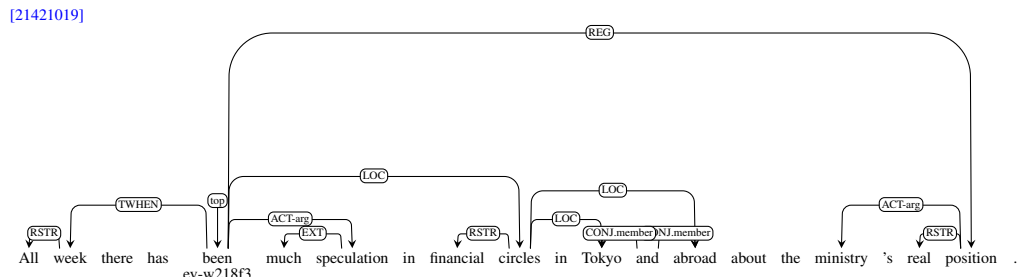 [21421019]
REG
LOC
LOC
TWHEN
top
ACT-arg
ACT-arg
LOC
RSTR
EXT
RSTR
CONJ.member
NJ.member
RSTR
All week there has been much speculation in financial circles in Tokyo and abroad about the ministry 's real position .
ev-w218f3